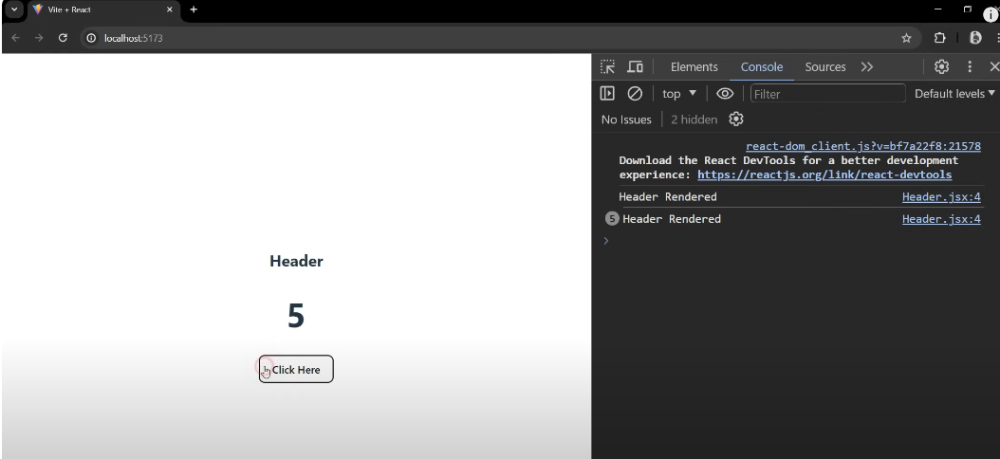 Vite + React
localhost:5173
Elements
Console
Sources
top
Filter
Default levels
No Issues
2 hidden
react-dom_client.js?v=bf7a22f8:21578
Download the React DevTools for a better development
experience: https://reactjs.org/link/react-devtools
Header Rendered Header.jsx:4
5 Header Rendered Header.jsx:4
Header
5
Click Here